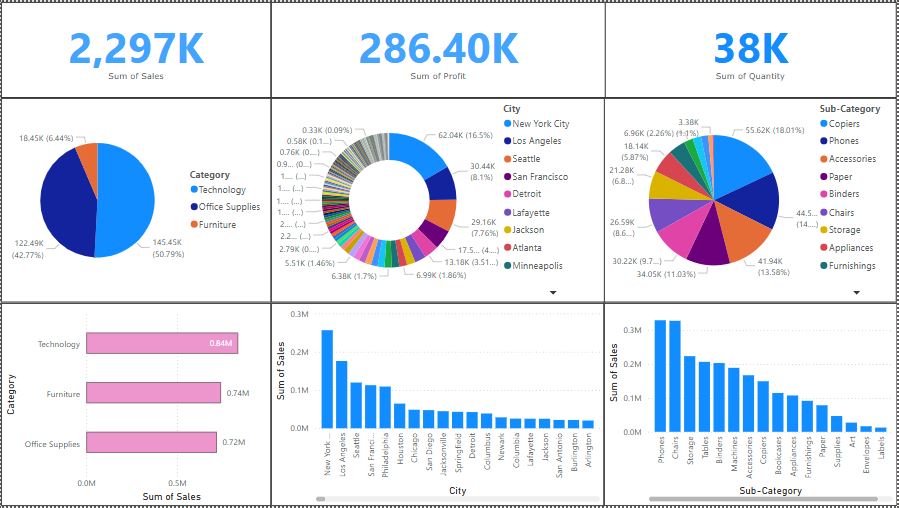 2,297K
Sum of Sales
286.40K
Sum of Profit
38K
Sum of Quantity
18.45K (6.44%)
122.49K
(42.77%)
145.45K
(50.79%)
Category
Technology
Office Supplies
Furniture
0.33K (0.09%)
0.58K (0.1...)
0.76K (0....)
0.9... (...)
1.... (...)
1.... (...)
1.... (...)
1.... (...)
2.... (...)
2.2... (...)
2.79K (0....)
5.51K (1.46%)
6.38K (1.7%)
6.99K (1.86%)
13.18K (3.51...)
17.5... (4....)
29.16K
(7.76%)
30.44K
(8.1%)
62.04K (16.5%)
City
New York City
Los Angeles
Seattle
San Francisco
Detroit
Lafayette
Jackson
Atlanta
Minneapolis
3.38K
(1.1%)
6.96K (2.26%)
18.14K
(5.87%)
21.28K
(6.8...)
26.59K
(8.6...)
30.22K (9.7...)
34.05K (11.03%)
41.94K
(13.58%)
44.5...
(14....)
55.62K (18.01%)
Sub-Category
Copiers
Phones
Accessories
Paper
Binders
Chairs
Storage
Appliances
Furnishings
Category
Technology
0.84M
Furniture
0.74M
Office Supplies
0.72M
0.0M
0.5M
Sum of Sales
Sum of Sales
0.3M
0.2M
0.1M
0.0M
New York ...
Los Angeles
Seattle
San Franci...
Philadelphia
Houston
Chicago
San Diego
Jacksonville
Springfield
Detroit
Columbus
Newark
Columbia
Lafayette
Jackson
San Antonio
Burlington
Arlington
City
Sum of Sales
0.3M
0.2M
0.1M
0.0M
Phones
Chairs
Storage
Tables
Binders
Machines
Accessories
Copiers
Bookcases
Appliances
Furnishings
Paper
Supplies
Art
Envelopes
Labels
Sub-Category